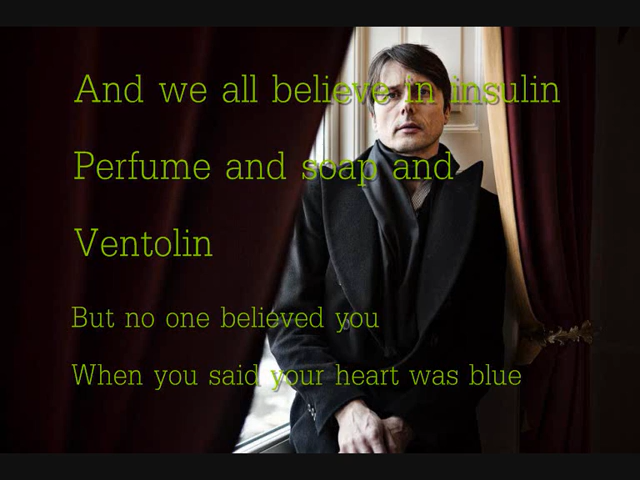 And we all believe in insulin
Perfume and soap and
Ventolin
But no one believed you
When you said your heart was blue